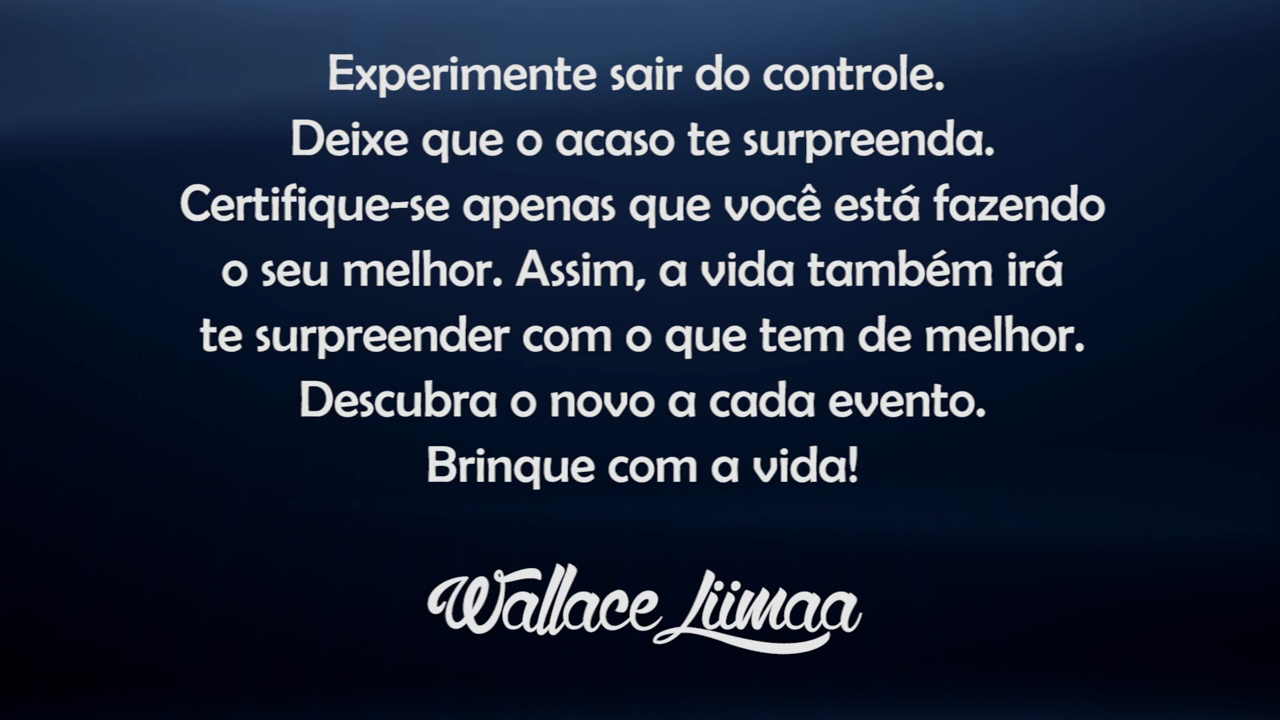 Experimente sair do controle.
Deixe que o acaso te surpreenda.
Certifique-se apenas que você está fazendo
o seu melhor. Assim, a vida também irá
te surpreender com o que tem de melhor.
Descubra o novo a cada evento.
Brinque com a vida!
Wallace Liimaa